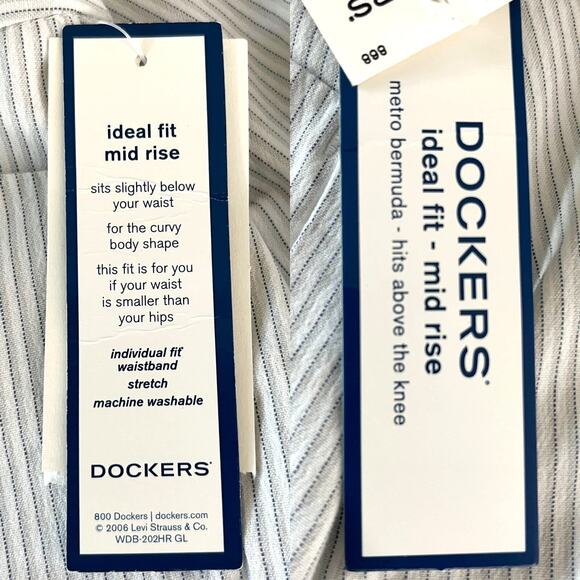 ideal fit
mid rise
sits slightly below
your waist
for the curvy
body shape
this fit is for you
if your waist
is smaller than
your hips
individual fit®
waistband
stretch
machine washable
DOCKERS®
800 Dockers | dockers.com
© 2006 Levi Strauss & Co.
WDB-202HR GL
RS®
888
DOCKERS®
ideal fit - mid rise
metro bermuda - hits above the knee